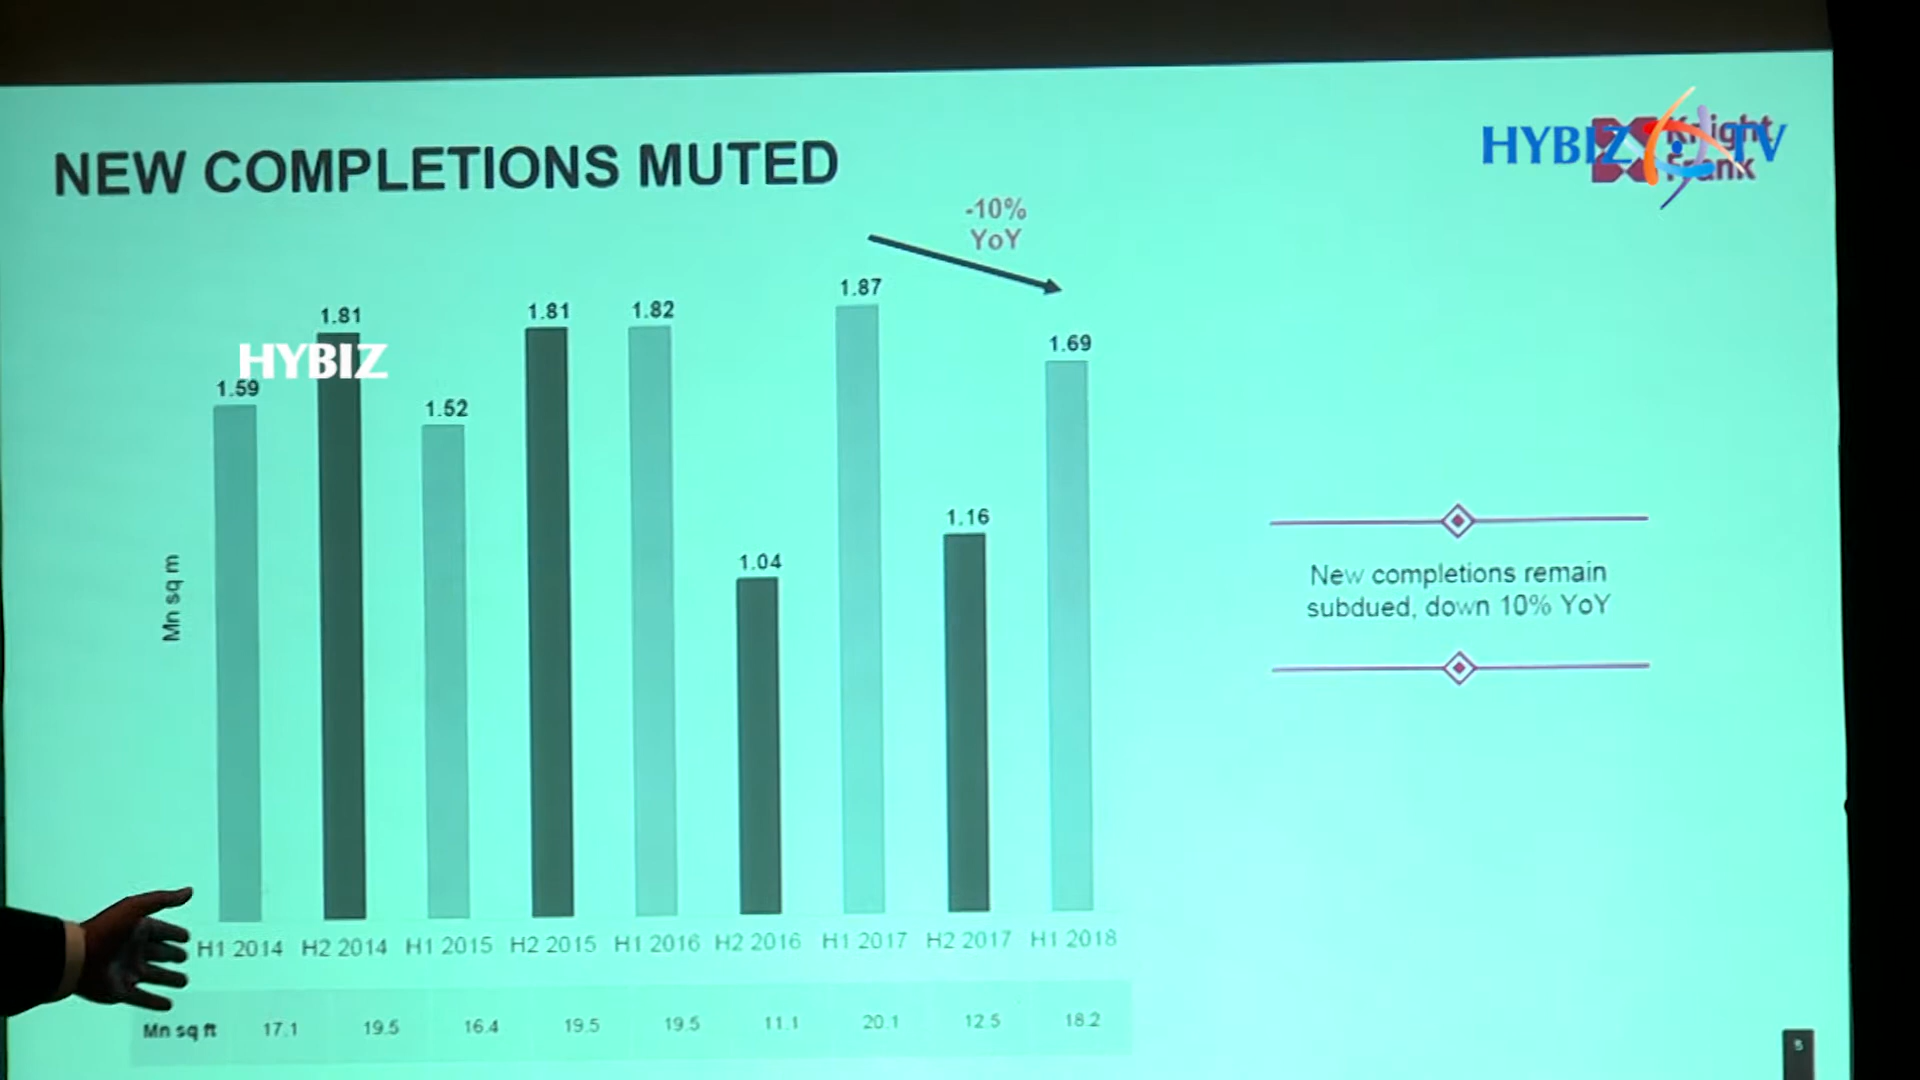 NEW COMPLETIONS MUTED
HYBIZ TV
Knight
Frank
-10%
YoY
1.87
1.81
1.81
1.82
1.69
HYBIZ
1.59
1.52
1.16
1.04
Mn sq m
New completions remain
subdued, down 10% YoY
H1 2014 H2 2014 H1 2015 H2 2015 H1 2016 H2 2016 H1 2017 H2 2017 H1 2018
Mn sq ft 17.1 19.5 16.4 19.5 19.5 11.1 20.1 12.5 18.2
5